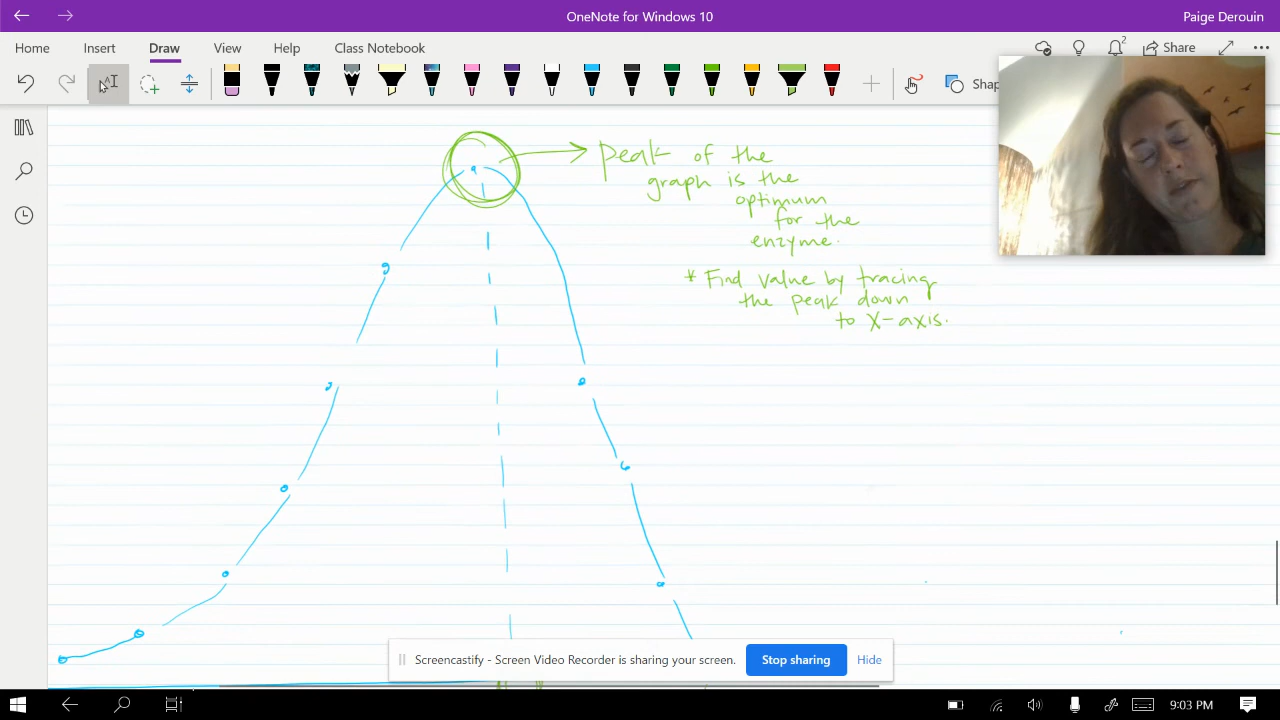 OneNote for Windows 10
Paige Derouin
Home Insert Draw View Help Class Notebook
2
Share
Shap
Peak of the
graph is the
optimum
for the
enzyme.
* Find value by tracing
the peak down
to X-axis.
Screencastify - Screen Video Recorder is sharing your screen.
Stop sharing
Hide
9:03 PM